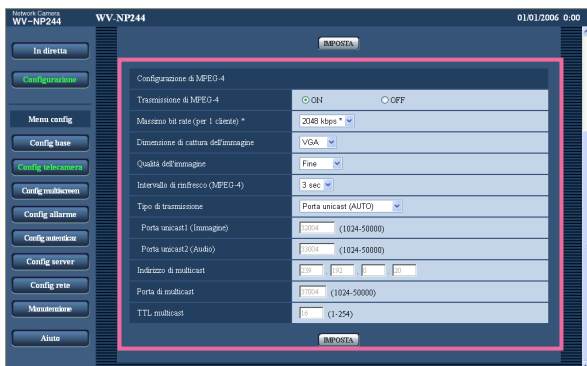 Network Camera
WV-NP244
WV-NP244 01/01/2006 0:00
In diretta
Configurazione
Menu config
Config base
Config telecamera
Config multiscreen
Config allarme
Config autenticaz
Config server
Config rete
Manutenzione
Aiuto
IMPOSTA
Configurazione di MPEG-4
Trasmissione di MPEG-4 ON OFF
Massimo bit rate (per 1 cliente) * 2048 kbps *
Dimensione di cattura dell'immagine VGA
Qualità dell'immagine Fine
Intervallo di rinfresco (MPEG-4) 3 sec
Tipo di trasmissione Porta unicast (AUTO)
Porta unicast1 (Immagine) 32004 (1024-50000)
Porta unicast2 (Audio) 33004 (1024-50000)
Indirizzo di multicast 239 . 192 . 0 . 20
Porta di multicast 37004 (1024-50000)
TTL multicast 16 (1-254)
IMPOSTA